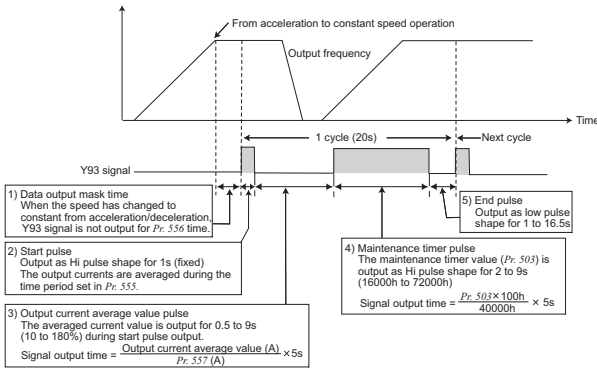 From acceleration to constant speed operation
Output frequency
Time
1 cycle (20s)
Next cycle
Y93 signal
1) Data output mask time
When the speed has changed to
constant from acceleration/deceleration,
Y93 signal is not output for Pr. 556 time.
2) Start pulse
Output as Hi pulse shape for 1s (fixed)
The output currents are averaged during the
time period set in Pr. 555.
3) Output current average value pulse
The averaged current value is output for 0.5 to 9s
(10 to 180%) during start pulse output.
Signal output time = Output current average value (A)
Pr. 557 (A)
×5s
5) End pulse
Output as low pulse
shape for 1 to 16.5s
4) Maintenance timer pulse
The maintenance timer value (Pr. 503) is
output as Hi pulse shape for 2 to 9s
(16000h to 72000h)
Signal output time = Pr. 503×100h
40000h
× 5s